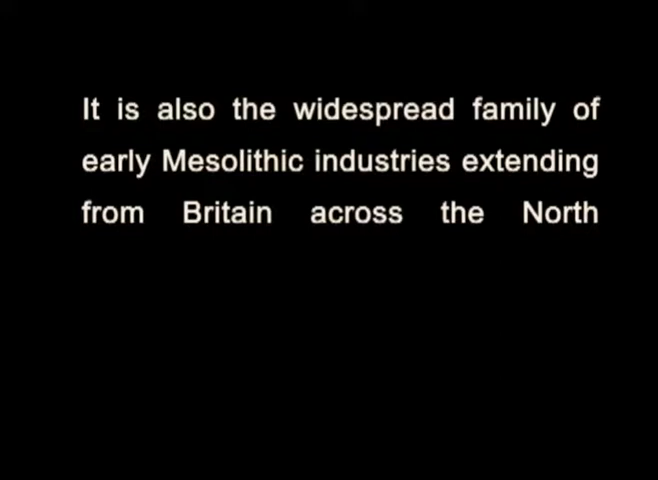 It is also the widespread family of
early Mesolithic industries extending
from Britain across the North